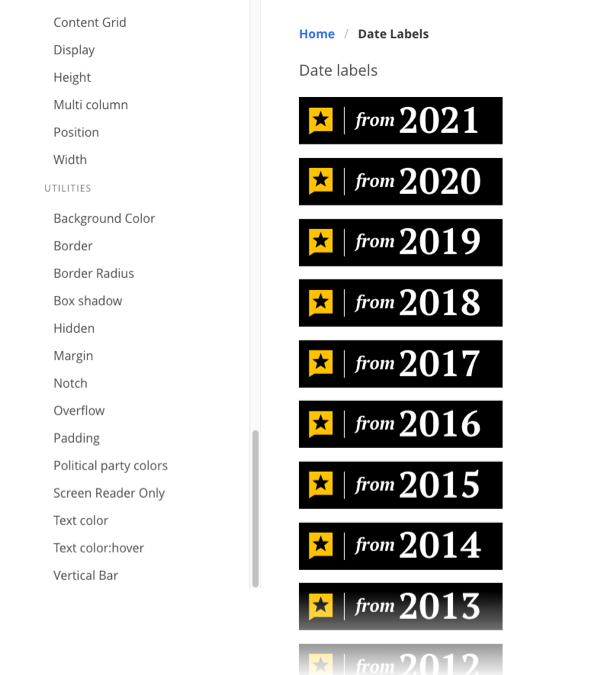 Content Grid
Display
Height
Multi column
Position
Width
UTILITIES
Background Color
Border
Border Radius
Box shadow
Hidden
Margin
Notch
Overflow
Padding
Political party colors
Screen Reader Only
Text color
Text color:hover
Vertical Bar
Home / Date Labels
Date labels
from 2021
from 2020
from 2019
from 2018
from 2017
from 2016
from 2015
from 2014
from 2013
from 2012